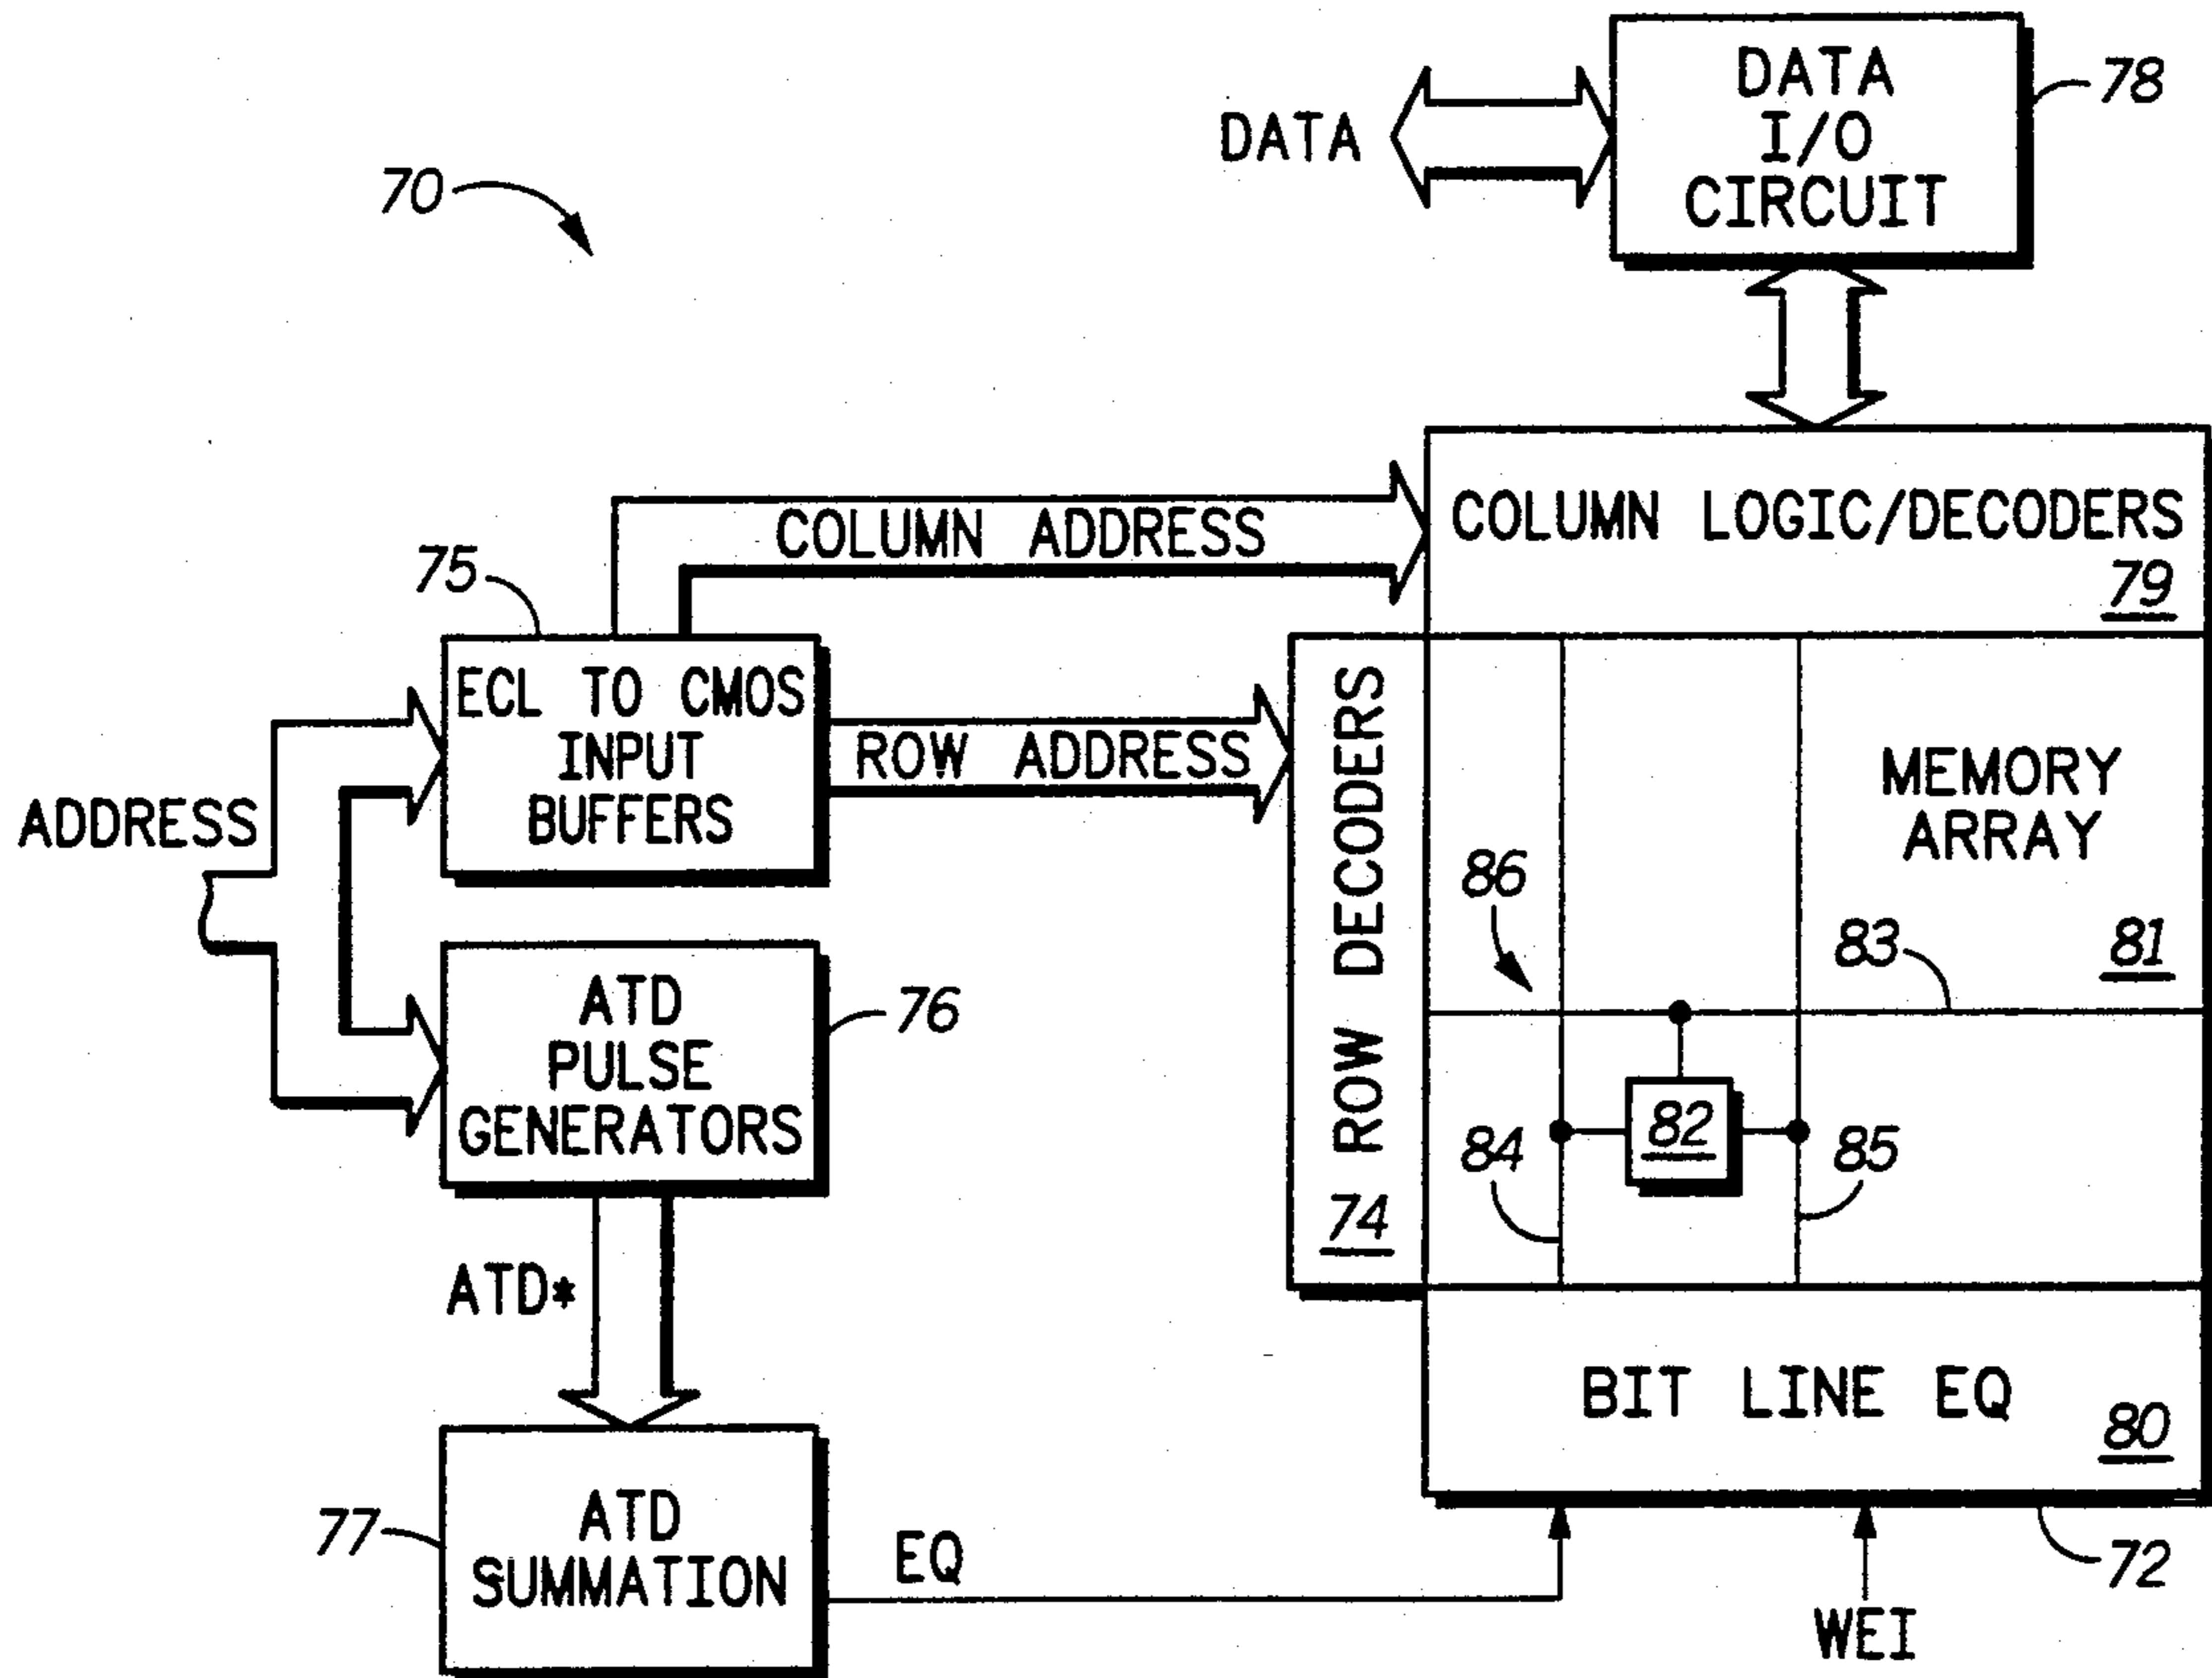 DATA
I/O
CIRCUIT
78
DATA
70
COLUMN ADDRESS
COLUMN LOGIC/DECODERS
79
75
ECL TO CMOS
INPUT
BUFFERS
ROW ADDRESS
ROW DECODERS
74
MEMORY
ARRAY
81
ADDRESS
86
83
ATD
PULSE
GENERATORS
76
82
84
85
ATD*
BIT LINE EQ
80
ATD
SUMMATION
77
EQ
72
WEI